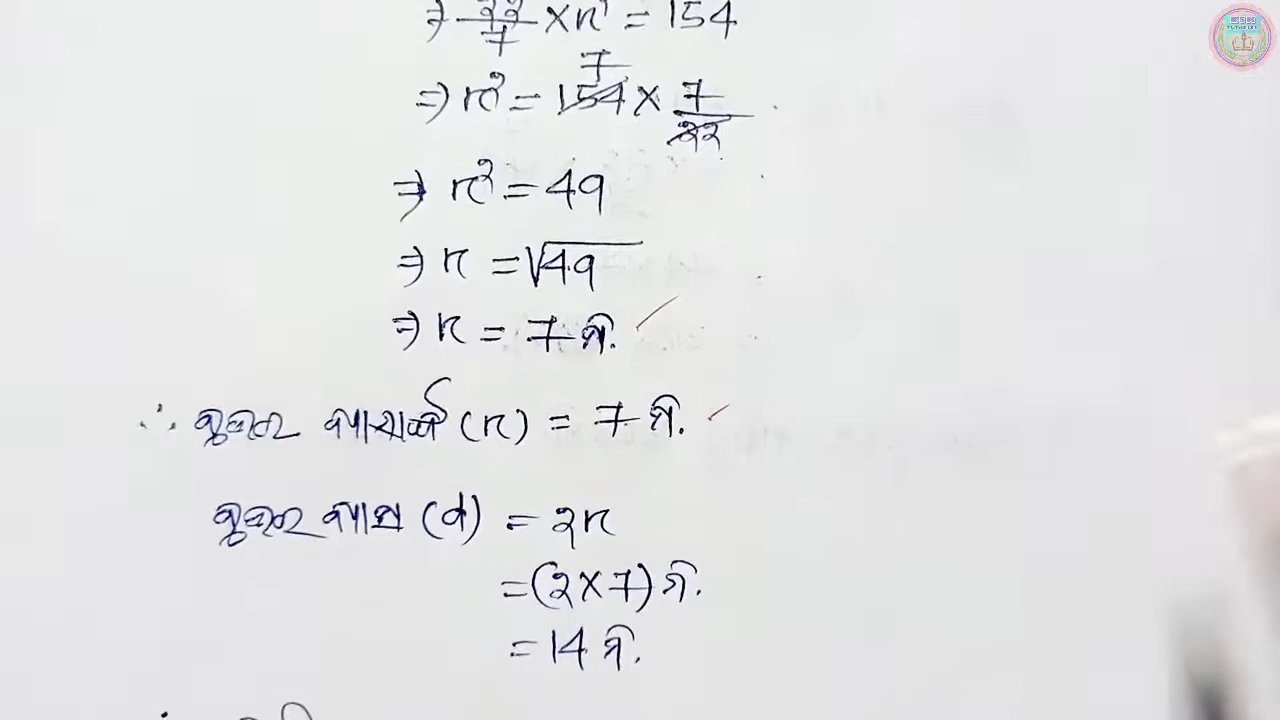 ⇒ 22/7 × r² = 154
7
⇒ r² = 154 × 7/22
⇒ r² = 49
⇒ r = √49
⇒ r = 7 ମି.
∴ ବୃତ୍ତର ବ୍ୟାସାର୍ଦ୍ଧ (r) = 7 ମି.
ବୃତ୍ତର ବ୍ୟାସ (d) = 2r
= (2 × 7) ମି.
= 14 ମି.